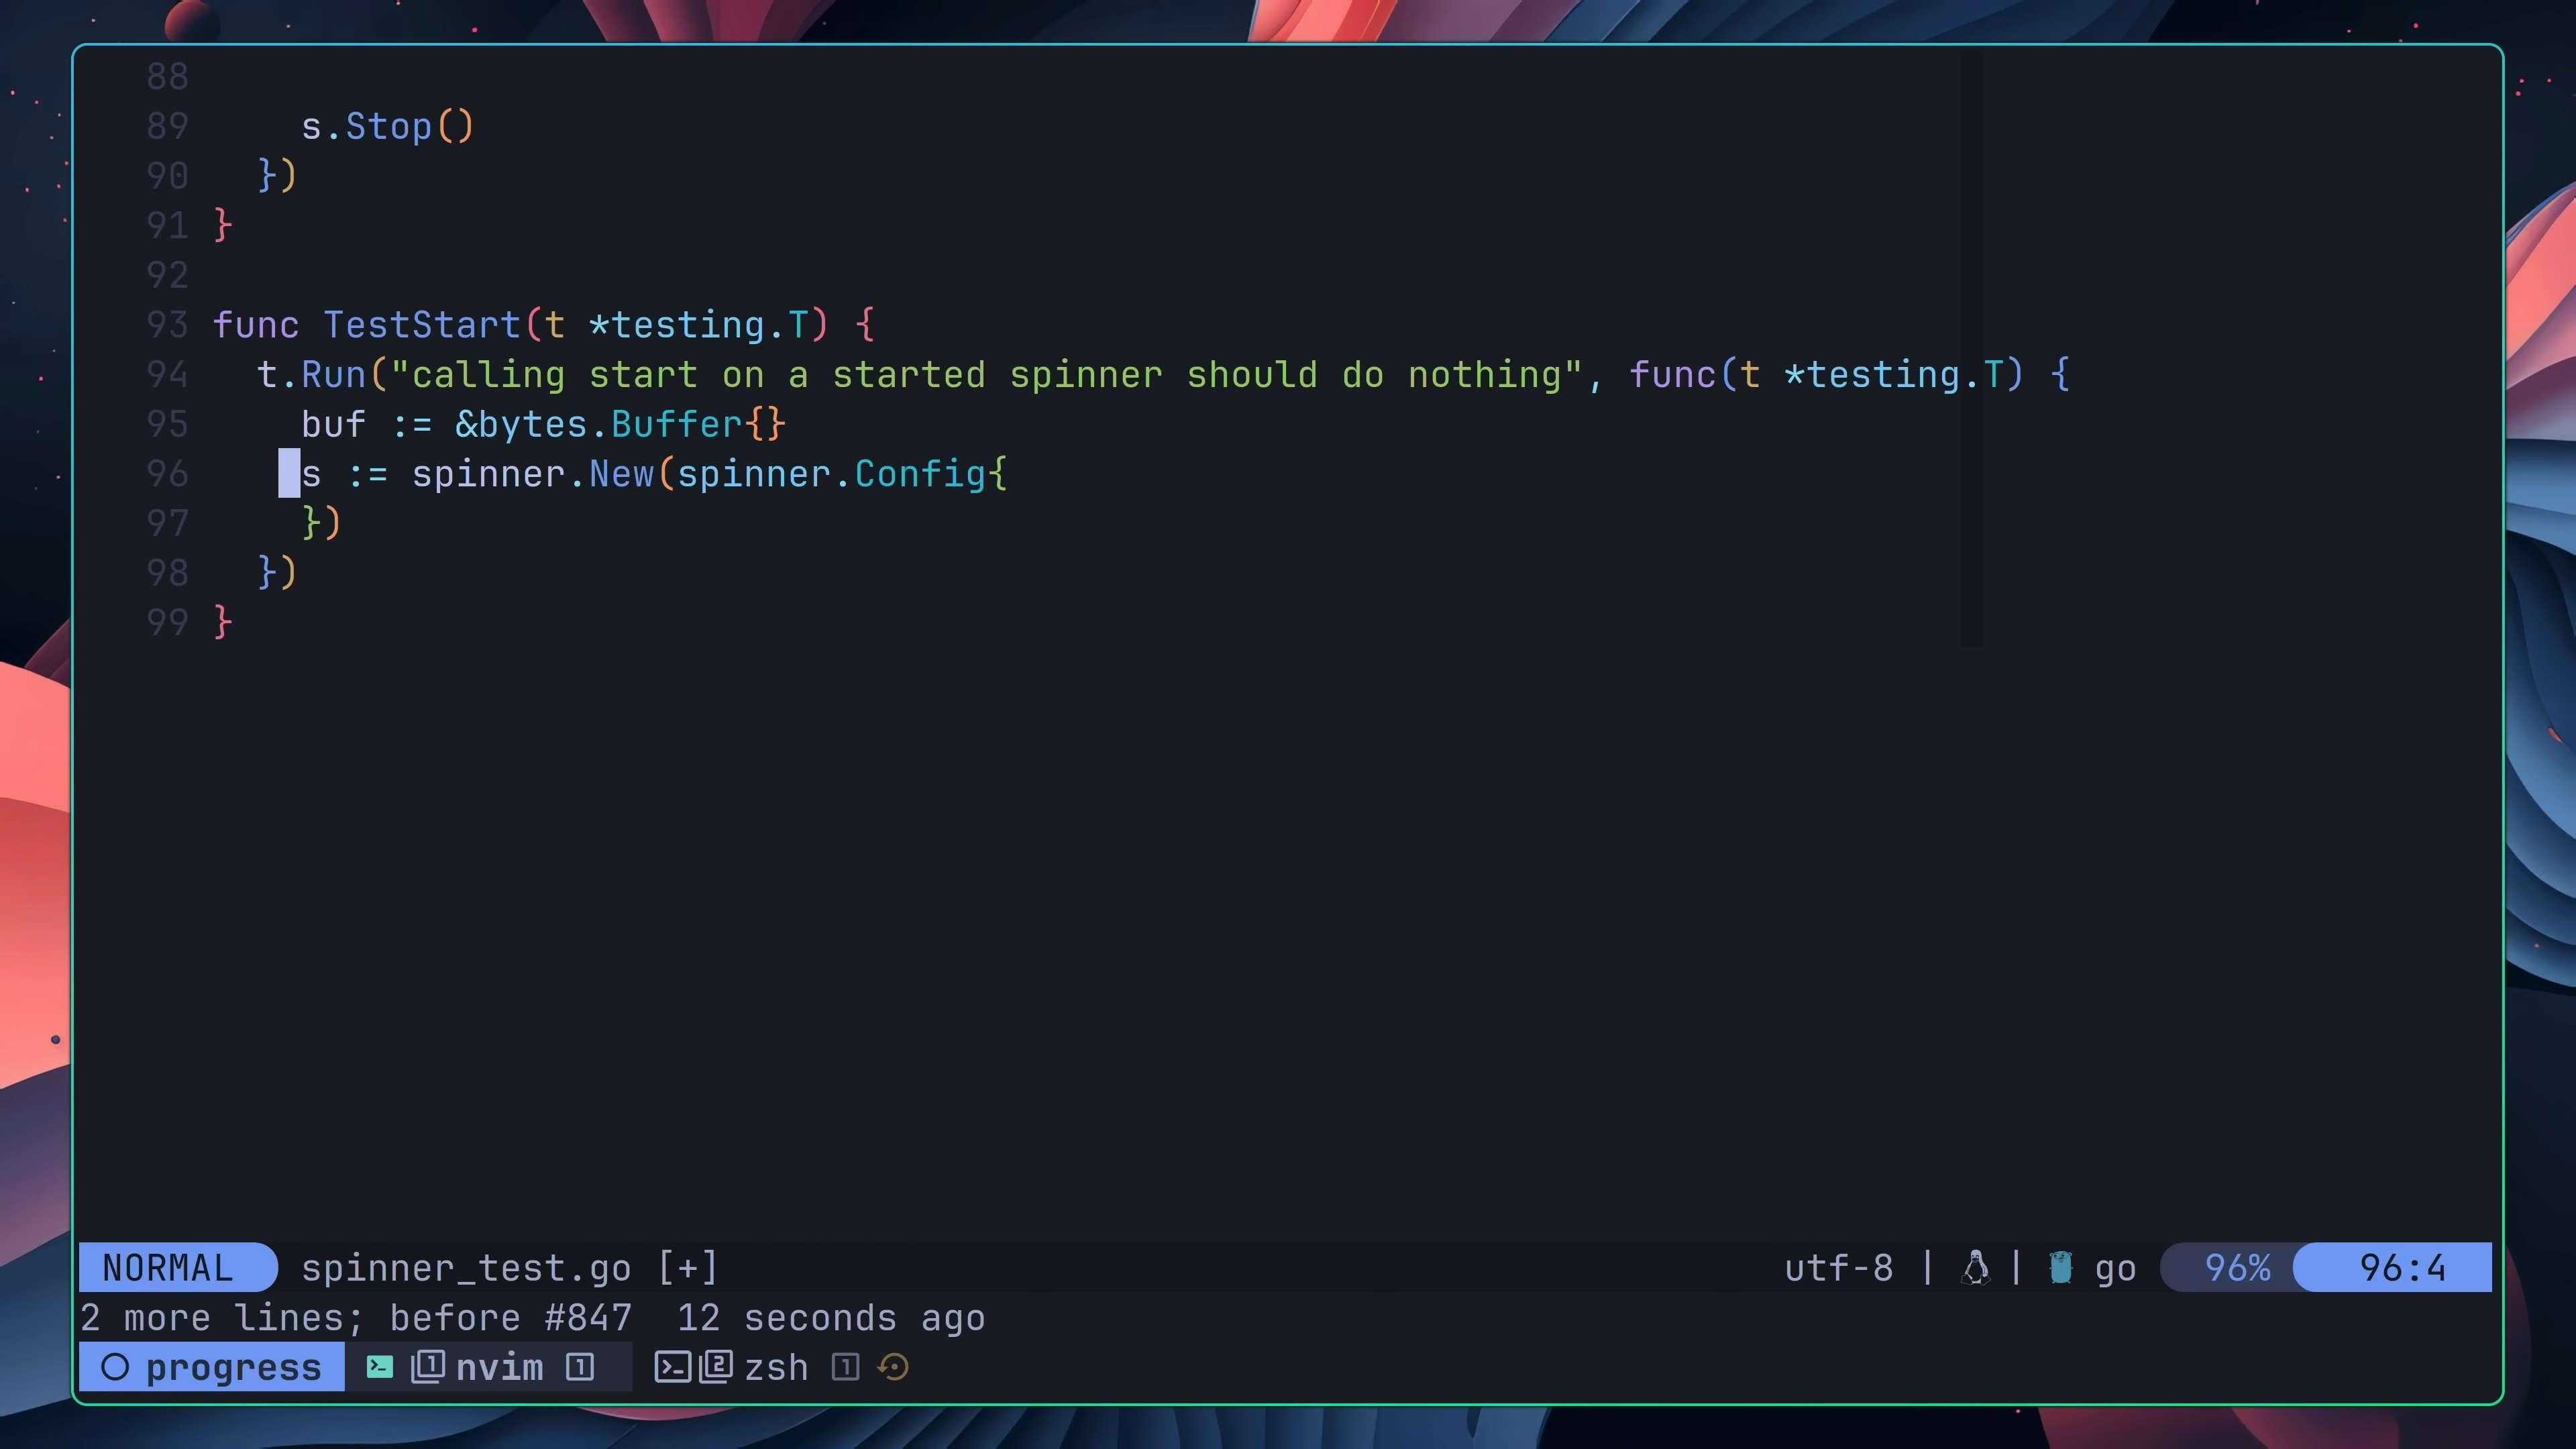 88
89     s.Stop()
90   })
91 }
92
93 func TestStart(t *testing.T) {
94   t.Run("calling start on a started spinner should do nothing", func(t *testing.T) {
95     buf := &bytes.Buffer{}
96     s := spinner.New(spinner.Config{
97     })
98   })
99 }
NORMAL spinner_test.go [+] utf-8 | | go 96% 96:4
2 more lines; before #847  12 seconds ago
progress 1 nvim 1 2 zsh 1